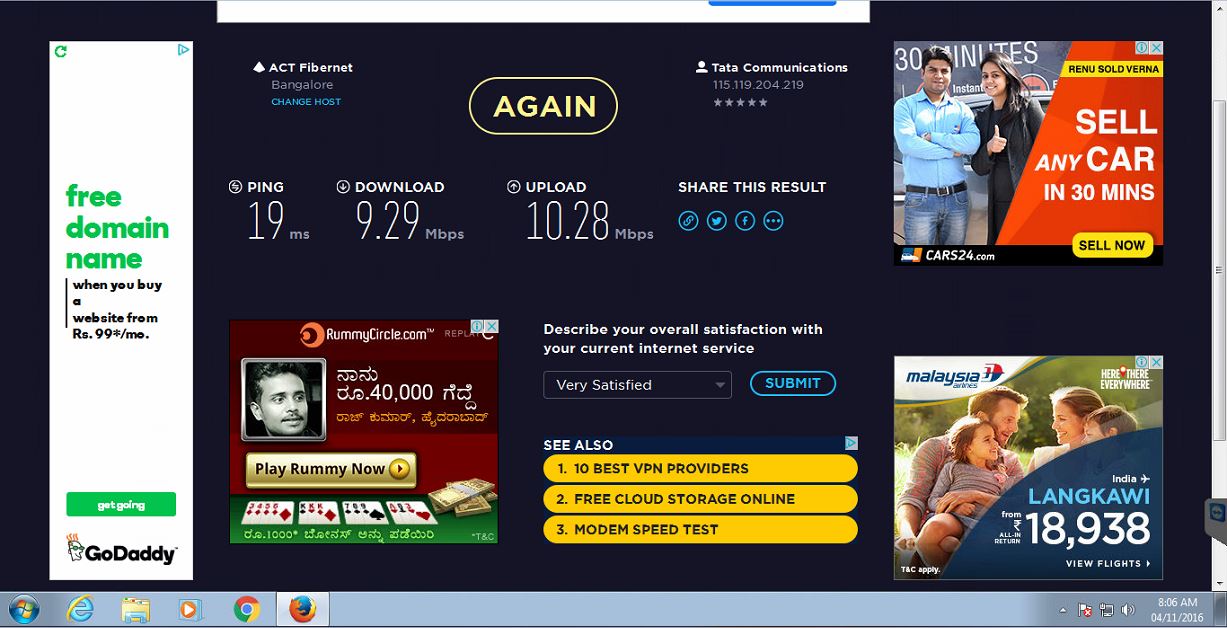 free
domain
name
when you buy
a
website from
Rs. 99*/mo.
get going
GoDaddy™
ACT Fibernet
Bangalore
CHANGE HOST
AGAIN
Tata Communications
115.119.204.219
PING
19 ms
DOWNLOAD
9.29 Mbps
UPLOAD
10.28 Mbps
SHARE THIS RESULT
RummyCircle.com™
REPLAY
ನಾನು
ರೂ.40,000 ಗೆದ್ದೆ
ರಾಜ್ ಕುಮಾರ್, ಹೈದರಾಬಾದ್
Play Rummy Now
ರೂ.1000* ಬೋನಸ್ ಅನ್ನು ಪಡೆಯಿರಿ
*T&C
Describe your overall satisfaction with
your current internet service
Very Satisfied
SUBMIT
SEE ALSO
1. 10 BEST VPN PROVIDERS
2. FREE CLOUD STORAGE ONLINE
3. MODEM SPEED TEST
30 MINUTES
Instant
RENU SOLD VERNA
SELL
ANY CAR
IN 30 MINS
SELL NOW
CARS24.com
malaysia
airlines
HERE THERE
EVERYWHERE
India
LANGKAWI
from
₹18,938
ALL-IN
RETURN
VIEW FLIGHTS
T&C apply.
8:06 AM
04/11/2016